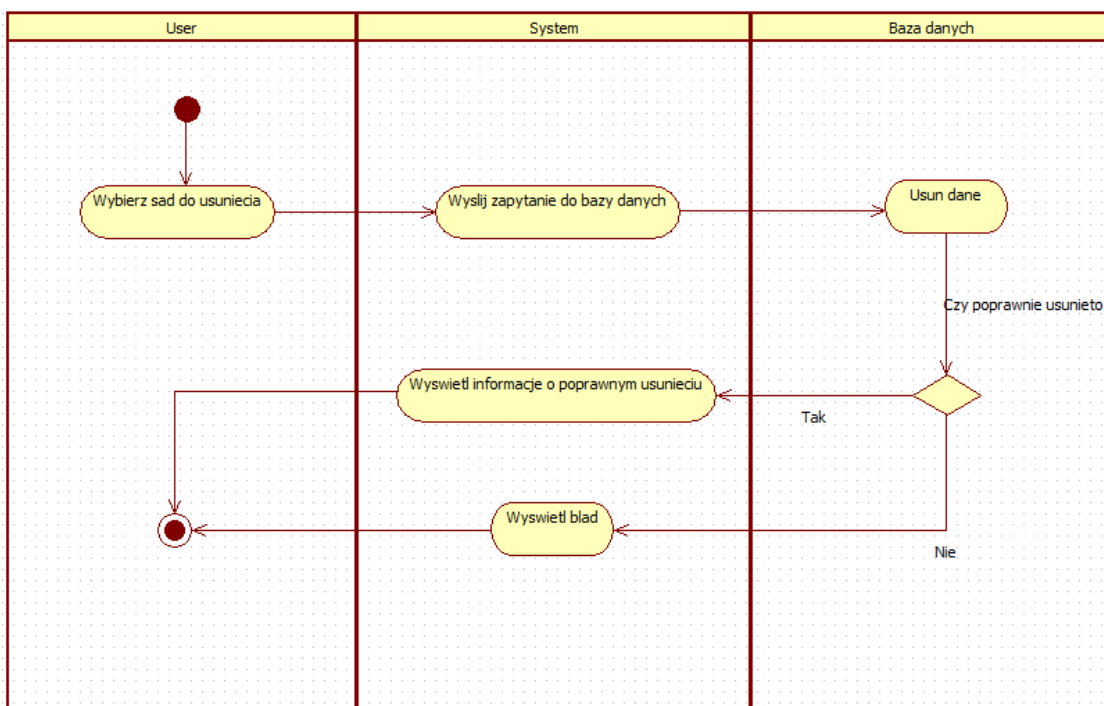 User
System
Baza danych
Wybierz sad do usuniecia
Wyslij zapytanie do bazy danych
Usun dane
Czy poprawnie usunieto
Wyswietl informacje o poprawnym usunieciu
Tak
Wyswietl blad
Nie